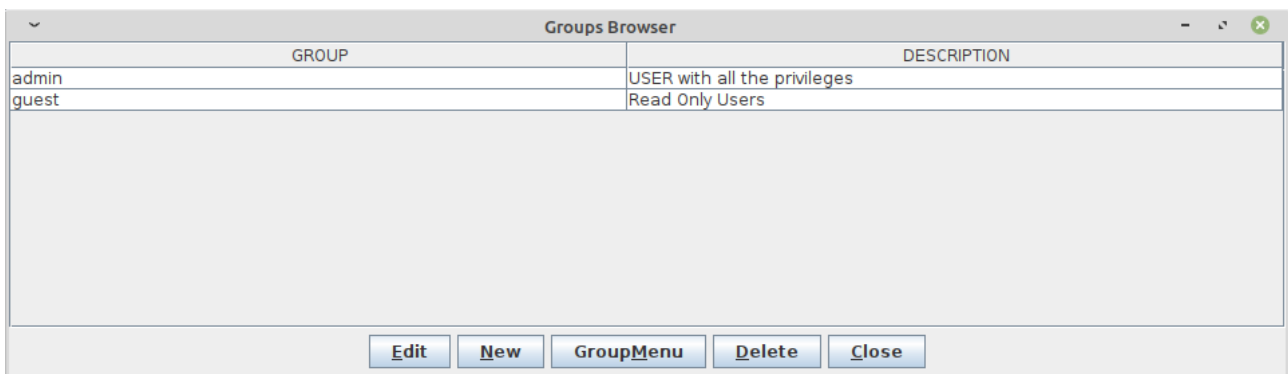 Groups Browser
GROUP DESCRIPTION
admin USER with all the privileges
guest Read Only Users
Edit New GroupMenu Delete Close